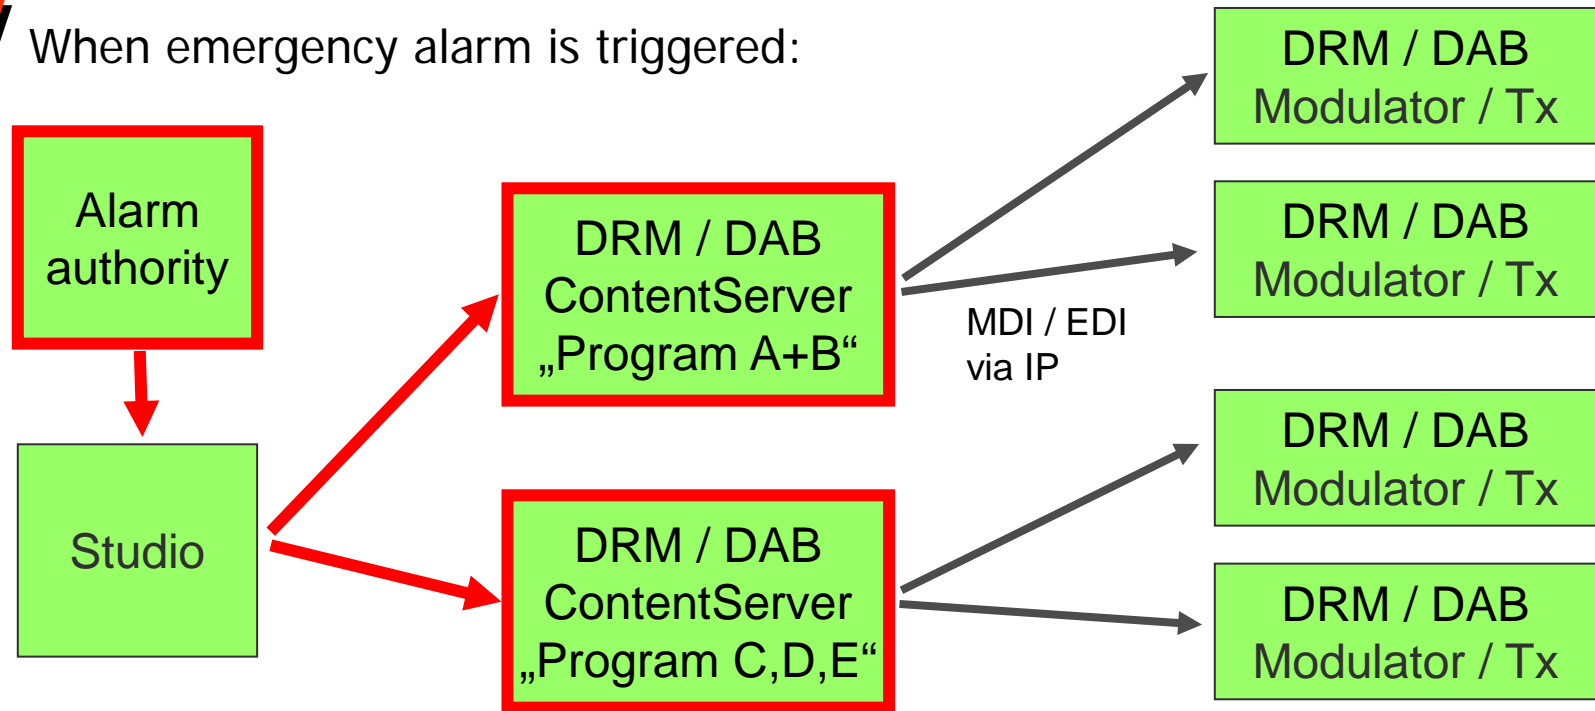 When emergency alarm is triggered:
Alarm
authority
Studio
DRM / DAB
ContentServer
„Program A+B“
DRM / DAB
ContentServer
„Program C,D,E“
MDI / EDI
via IP
DRM / DAB
Modulator / Tx
DRM / DAB
Modulator / Tx
DRM / DAB
Modulator / Tx
DRM / DAB
Modulator / Tx